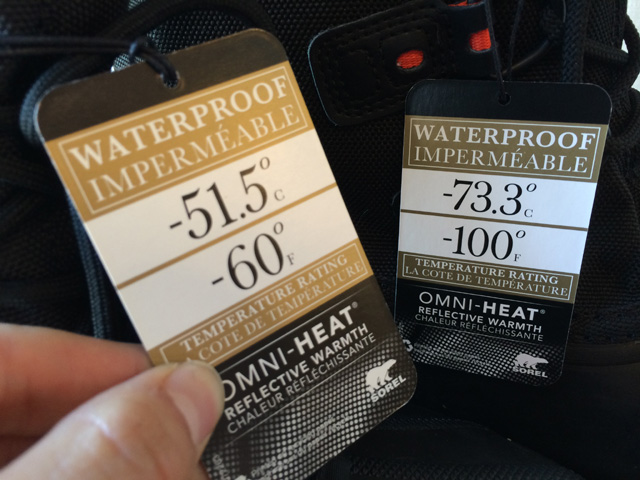 WATERPROOF
IMPERMÉABLE
-51.5° C
-60° F
TEMPERATURE RATING
LA COTE DE TEMPÉRATURE
OMNI-HEAT®
REFLECTIVE WARMTH
CHALEUR RÉFLÉCHISSANTE
SOREL
WATERPROOF
IMPERMÉABLE
-73.3° C
-100° F
TEMPERATURE RATING
LA COTE DE TEMPÉRATURE
OMNI-HEAT®
REFLECTIVE WARMTH
CHALEUR RÉFLÉCHISSANTE
SOREL